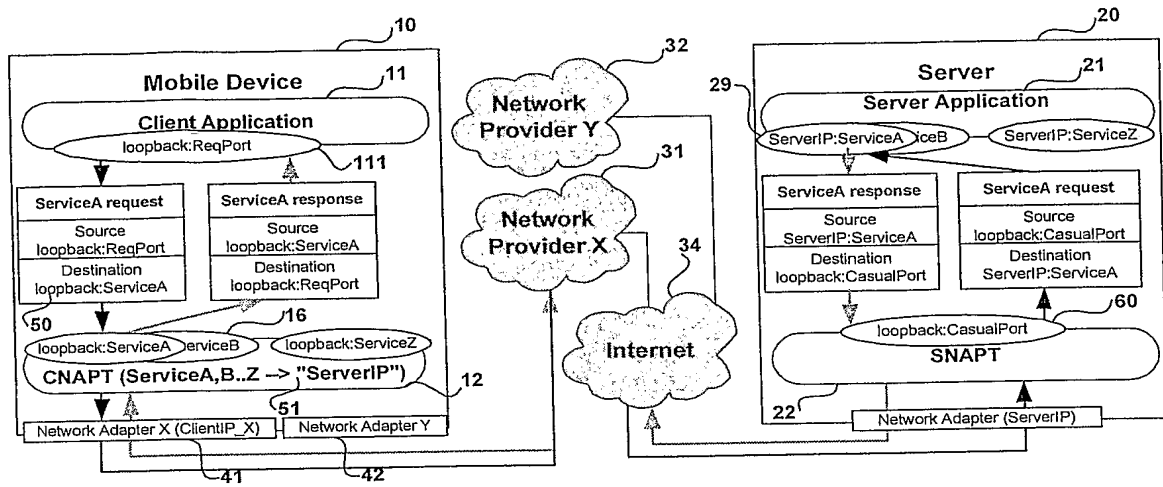 10
Mobile Device
11
Client Application
loopback:ReqPort
111
ServiceA request
Source
loopback:ReqPort
Destination
loopback:ServiceA
50
ServiceA response
Source
loopback:ServiceA
Destination
loopback:ReqPort
16
loopback:ServiceA
erviceB
loopback:ServiceZ
CNAPT (ServiceA,B..Z --> "ServerIP")
12
51
Network Adapter X (ClientIP_X)
Network Adapter Y
41
42
32
Network
Provider Y
31
Network
Provider X
34
Internet
20
Server
21
29
Server Application
ServerIP:ServiceA
iceB
ServerIP:ServiceZ
ServiceA response
Source
ServerIP:ServiceA
Destination
loopback:CasualPort
ServiceA request
Source
loopback:CasualPort
Destination
ServerIP:ServiceA
60
loopback:CasualPort
SNAPT
22
Network Adapter (ServerIP)